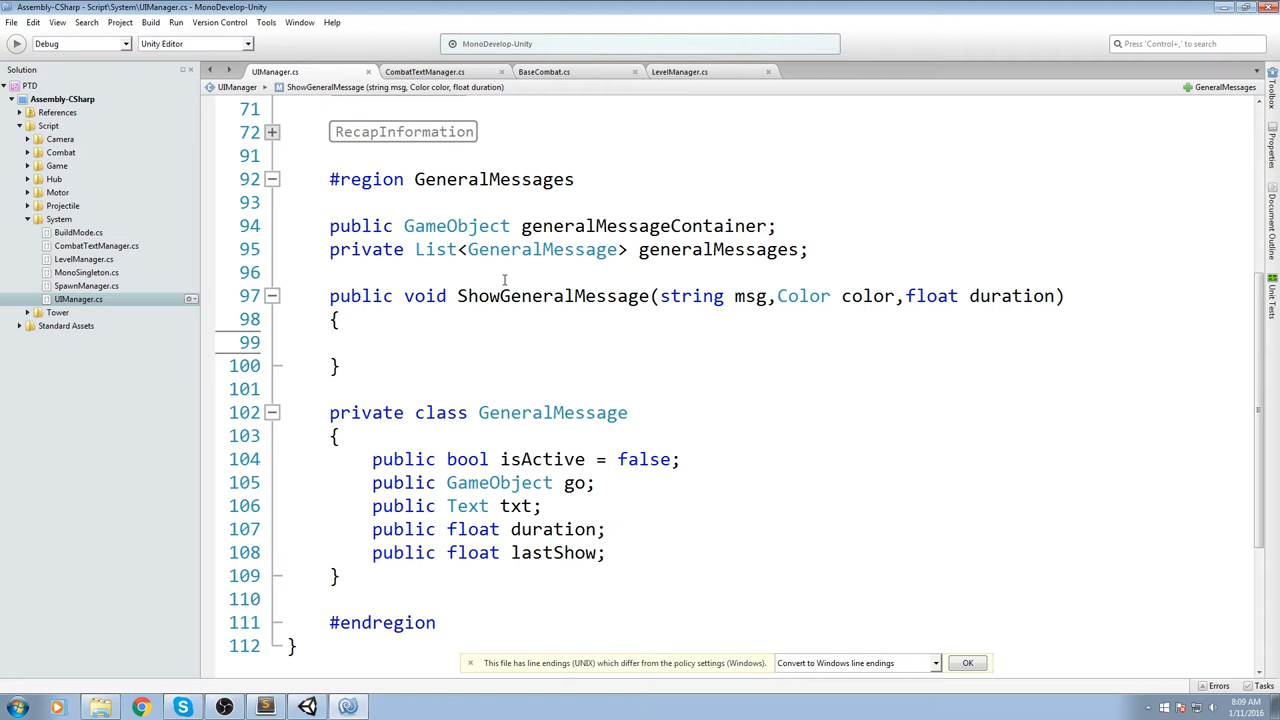 Assembly-CSharp - Script\System\UIManager.cs - MonoDevelop-Unity
File Edit View Search Project Build Run Version Control Tools Window Help
Debug Unity Editor MonoDevelop-Unity Press 'Control+,' to search
Solution
PTD
Assembly-CSharp
References
Script
Camera
Combat
Game
Hub
Motor
Projectile
System
BuildMode.cs
CombatTextManager.cs
LevelManager.cs
MonoSingleton.cs
SpawnManager.cs
UIManager.cs
Tower
Standard Assets
UIManager.cs CombatTextManager.cs BaseCombat.cs LevelManager.cs
UIManager ShowGeneralMessage (string msg, Color color, float duration) GeneralMessages
71
72 RecapInformation
91
92 #region GeneralMessages
93
94 public GameObject generalMessageContainer;
95 private List<GeneralMessage> generalMessages;
96
97 public void ShowGeneralMessage(string msg,Color color,float duration)
98 {
99
100 }
101
102 private class GeneralMessage
103 {
104 public bool isActive = false;
105 public GameObject go;
106 public Text txt;
107 public float duration;
108 public float lastShow;
109 }
110
111 #endregion
112 }
This file has line endings (UNIX) which differ from the policy settings (Windows). Convert to Windows line endings OK
Toolbox
Properties
Document Outline
Unit Tests
Errors Tasks
8:09 AM
1/11/2016